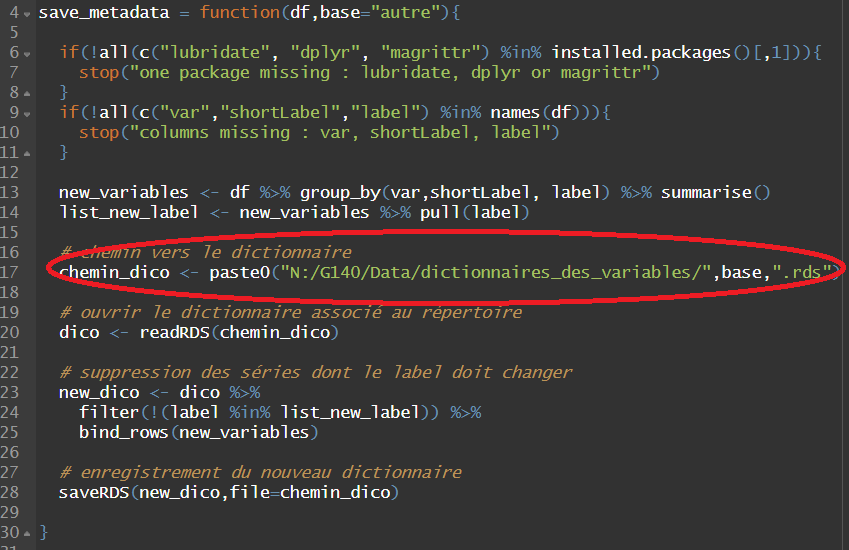 4 save_metadata = function(df,base="autre"){
5
6 if(!all(c("lubridate", "dplyr", "magrittr") %in% installed.packages()[,1])){
7 stop("one package missing : lubridate, dplyr or magrittr")
8 }
9 if(!all(c("var","shortLabel","label") %in% names(df))){
10 stop("columns missing : var, shortLabel, label")
11 }
12
13 new_variables <- df %>% group_by(var,shortLabel, label) %>% summarise()
14 list_new_label <- new_variables %>% pull(label)
15
16 # chemin vers le dictionnaire
17 chemin_dico <- paste0("N:/G140/Data/dictionnaires_des_variables/",base,".rds")
18
19 # ouvrir le dictionnaire associé au répertoire
20 dico <- readRDS(chemin_dico)
21
22 # suppression des séries dont le label doit changer
23 new_dico <- dico %>%
24 filter(!(label %in% list_new_label)) %>%
25 bind_rows(new_variables)
26
27 # enregistrement du nouveau dictionnaire
28 saveRDS(new_dico,file=chemin_dico)
29
30 }
31